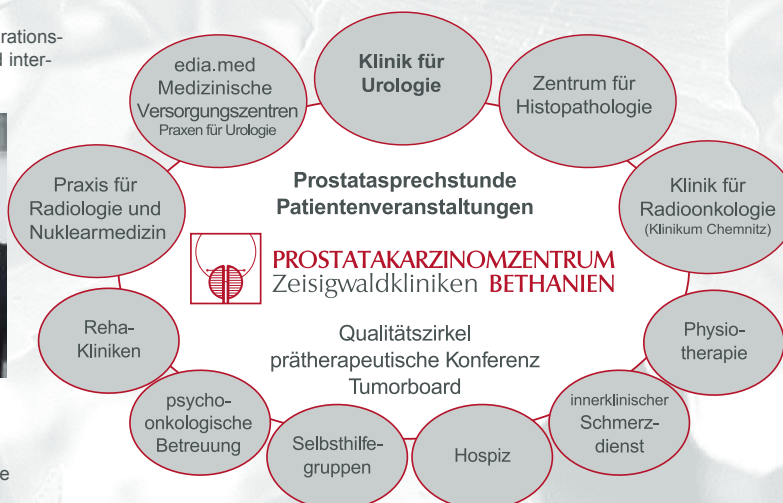 rations-
inter-
edia.med
Medizinische
Versorgungszentren
Praxen für Urologie
Klinik für
Urologie
Zentrum für
Histopathologie
Praxis für
Radiologie und
Nuklearmedizin
Prostatasprechstunde
Patientenveranstaltungen
Klinik für
Radioonkologie
(Klinikum Chemnitz)
PROSTATAKARZINOMZENTRUM
Zeisigwaldkliniken BETHANIEN
Reha-
Kliniken
Qualitätszirkel
prätherapeutische Konferenz
Tumorboard
Physio-
therapie
psycho-
onkologische
Betreuung
Selbsthilfe-
gruppen
Hospiz
innerklinischer
Schmerz-
dienst